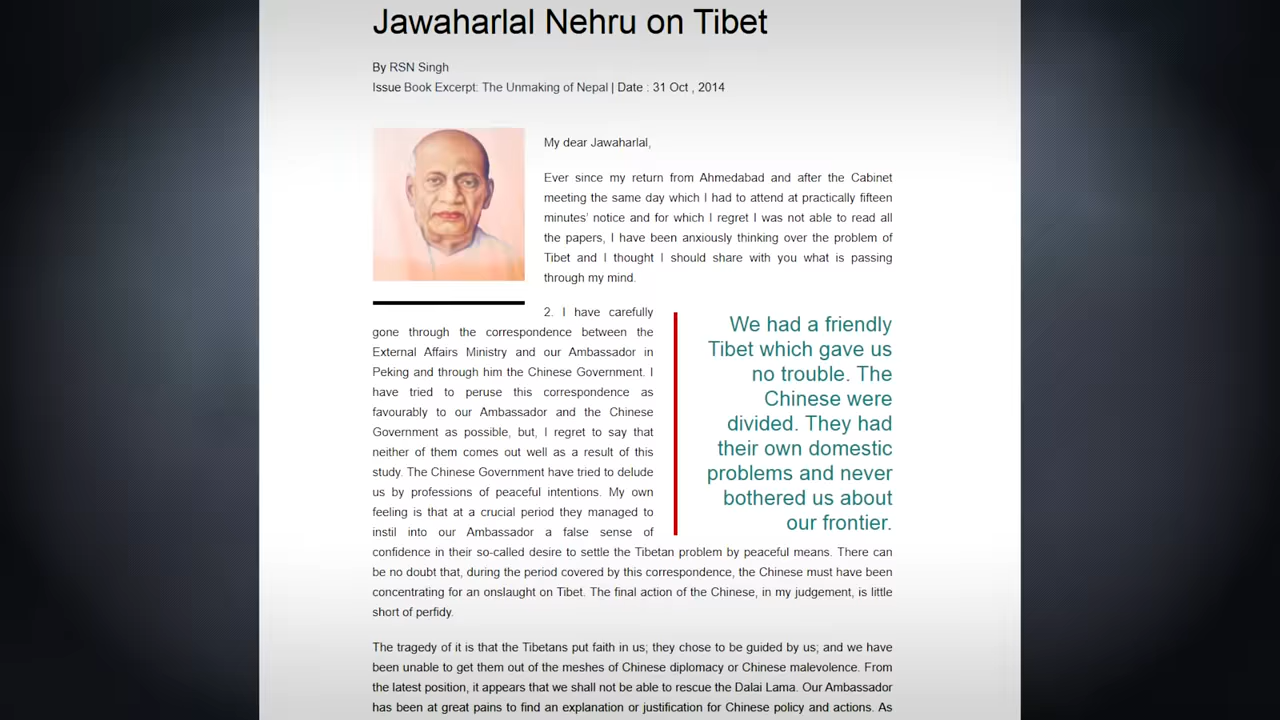 Jawaharlal Nehru on Tibet
By RSN Singh
Issue Book Excerpt: The Unmaking of Nepal | Date : 31 Oct , 2014
My dear Jawaharlal,
Ever since my return from Ahmedabad and after the Cabinet
meeting the same day which I had to attend at practically fifteen
minutes' notice and for which I regret I was not able to read all
the papers, I have been anxiously thinking over the problem of
Tibet and I thought I should share with you what is passing
through my mind.
2. I have carefully
gone through the correspondence between the
External Affairs Ministry and our Ambassador in
Peking and through him the Chinese Government. I
have tried to peruse this correspondence as
favourably to our Ambassador and the Chinese
Government as possible, but, I regret to say that
neither of them comes out well as a result of this
study. The Chinese Government have tried to delude
us by professions of peaceful intentions. My own
feeling is that at a crucial period they managed to
instil into our Ambassador a false sense of
confidence in their so-called desire to settle the Tibetan problem by peaceful means. There can
be no doubt that, during the period covered by this correspondence, the Chinese must have been
concentrating for an onslaught on Tibet. The final action of the Chinese, in my judgement, is little
short of perfidy.
We had a friendly
Tibet which gave us
no trouble. The
Chinese were
divided. They had
their own domestic
problems and never
bothered us about
our frontier.
The tragedy of it is that the Tibetans put faith in us; they chose to be guided by us; and we have
been unable to get them out of the meshes of Chinese diplomacy or Chinese malevolence. From
the latest position, it appears that we shall not be able to rescue the Dalai Lama. Our Ambassador
has been at great pains to find an explanation or justification for Chinese policy and actions. As